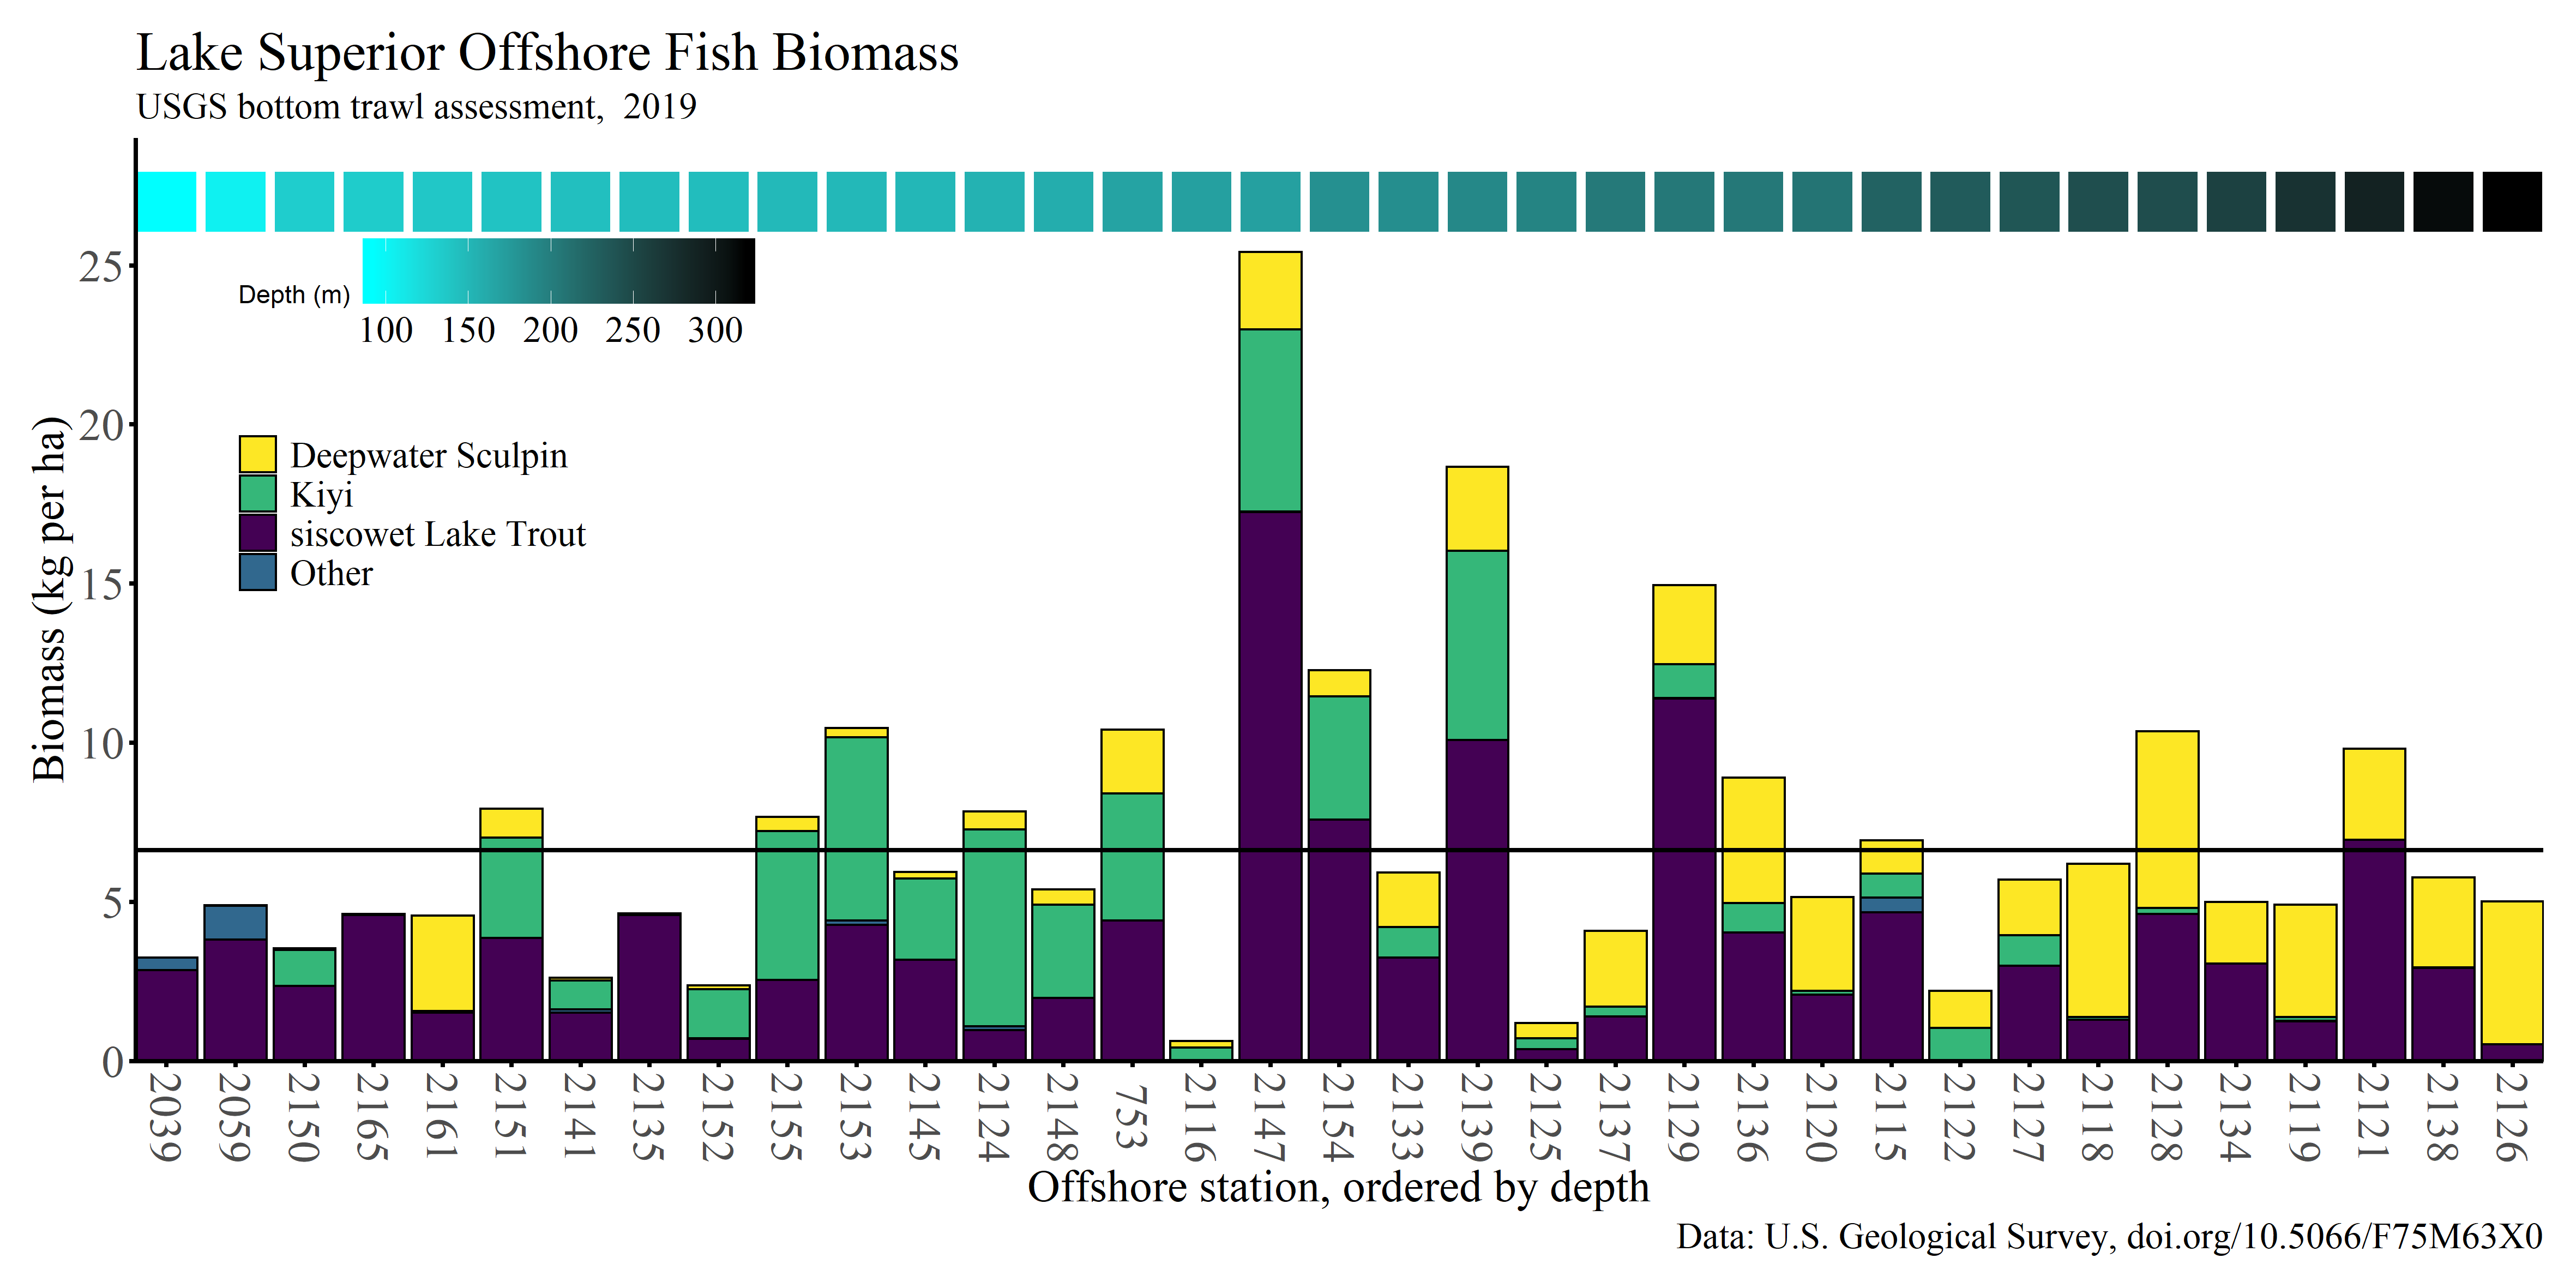 Lake Superior Offshore Fish Biomass
USGS bottom trawl assessment,  2019
Depth (m)
100 150 200 250 300
Deepwater Sculpin
Kiyi
siscowet Lake Trout
Other
Biomass (kg per ha)
25
20
15
10
5
0
2039 2059 2150 2165 2161 2151 2141 2135 2152 2155 2153 2145 2124 2148 753 2116 2147 2154 2133 2139 2125 2137 2129 2136 2120 2115 2122 2127 2118 2128 2134 2119 2121 2138 2126
Offshore station, ordered by depth
Data: U.S. Geological Survey, doi.org/10.5066/F75M63X0